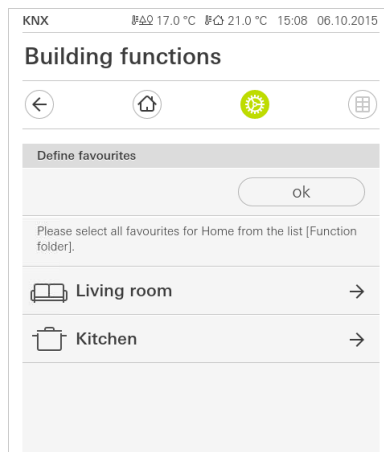 KNX 17.0 °C 21.0 °C 15:08 06.10.2015
Building functions
Define favourites
ok
Please select all favourites for Home from the list [Function
folder].
Living room
Kitchen